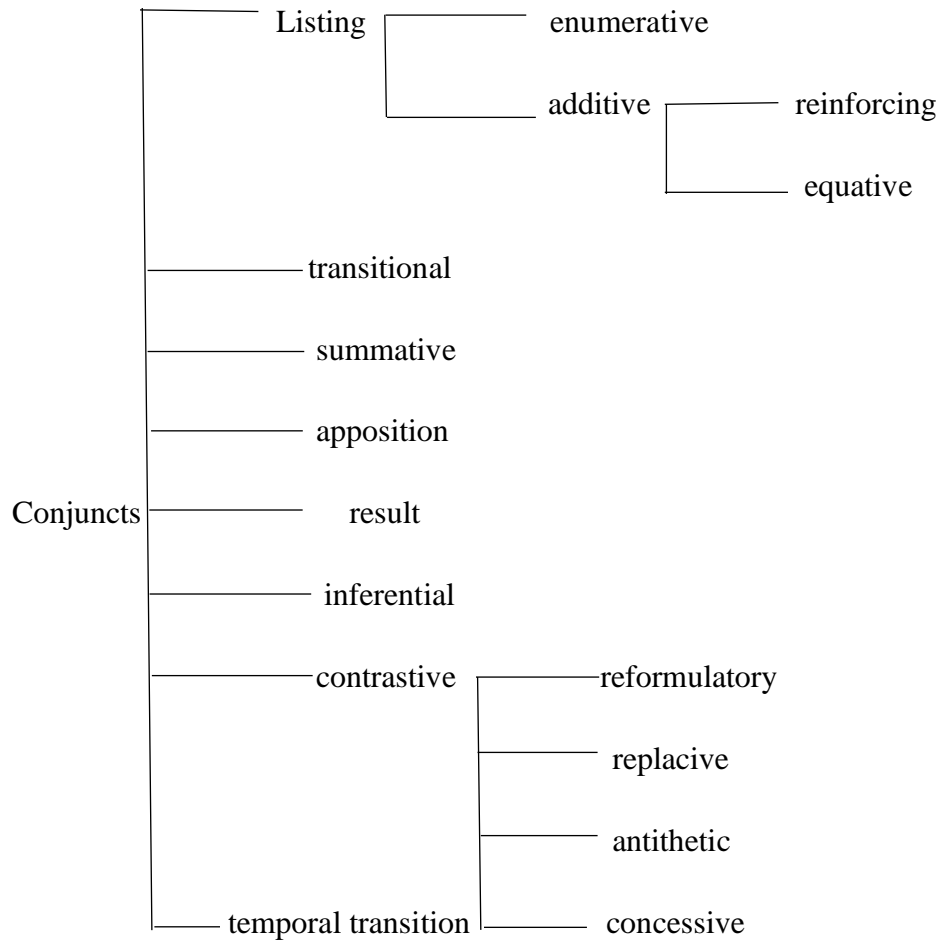 Listing enumerative
additive reinforcing
equative
transitional
summative
apposition
Conjuncts result
inferential
contrastive reformulatory
replacive
antithetic
temporal transition concessive